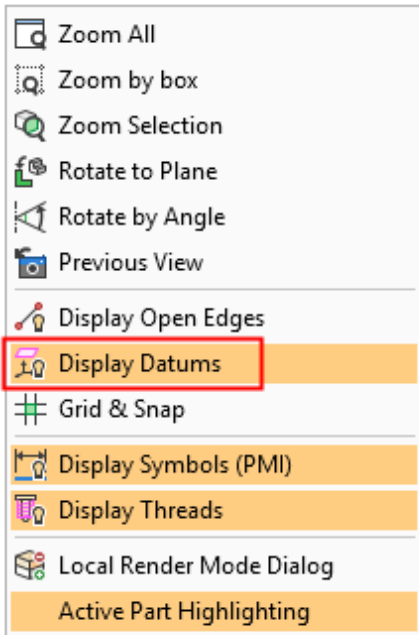 Zoom All
Zoom by box
Zoom Selection
Rotate to Plane
Rotate by Angle
Previous View
Display Open Edges
Display Datums
Grid & Snap
Display Symbols (PMI)
Display Threads
Local Render Mode Dialog
Active Part Highlighting